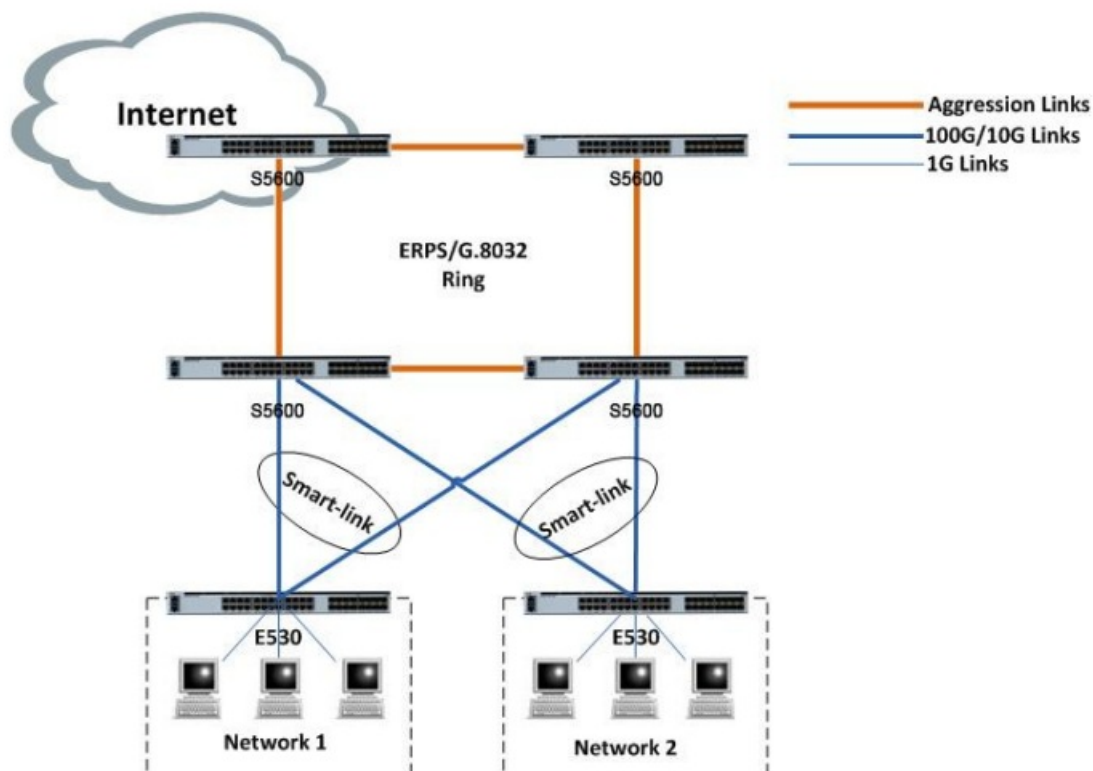 Internet
Aggression Links
100G/10G Links
1G Links
S5600
S5600
ERPS/G.8032
Ring
S5600
S5600
Smart-link
Smart-link
E530
E530
Network 1
Network 2